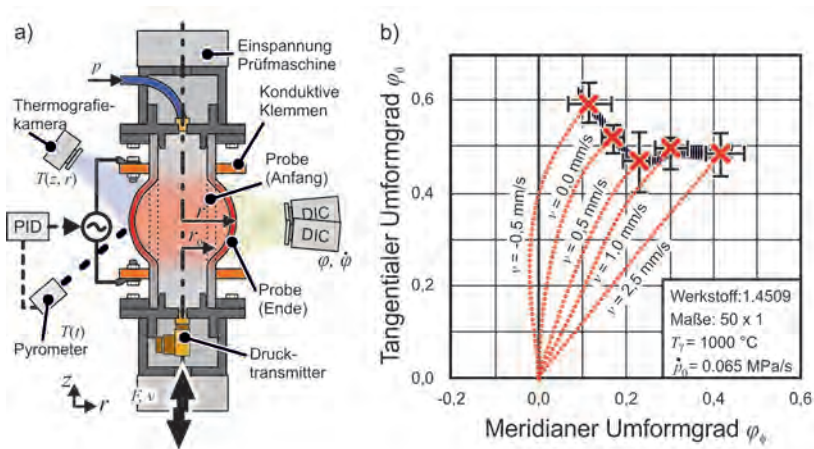 a)
Einspannung
Prüfmaschine
p
Konduktive
Klemmen
Thermografie-
kamera
T(z, r)
Probe
(Anfang)
r
r
DIC
DIC
φ, φ̇
PID
Probe
(Ende)
T(t)
Pyrometer
Druck-
transmitter
F, v
z
r
b)
Tangentialer Umformgrad φ₀
0,6
0,4
0,2
0,0
ν = -0,5 mm/s
ν = 0,0 mm/s
ν = 0,5 mm/s
ν = 1,0 mm/s
ν = 2,5 mm/s
Werkstoff:1.4509
Maße: 50 x 1
Tᵧ = 1000 °C
ṗ₀ = 0.065 MPa/s
-0,2
0,0
0,2
0,4
0,6
Meridianer Umformgrad φ_ϕ